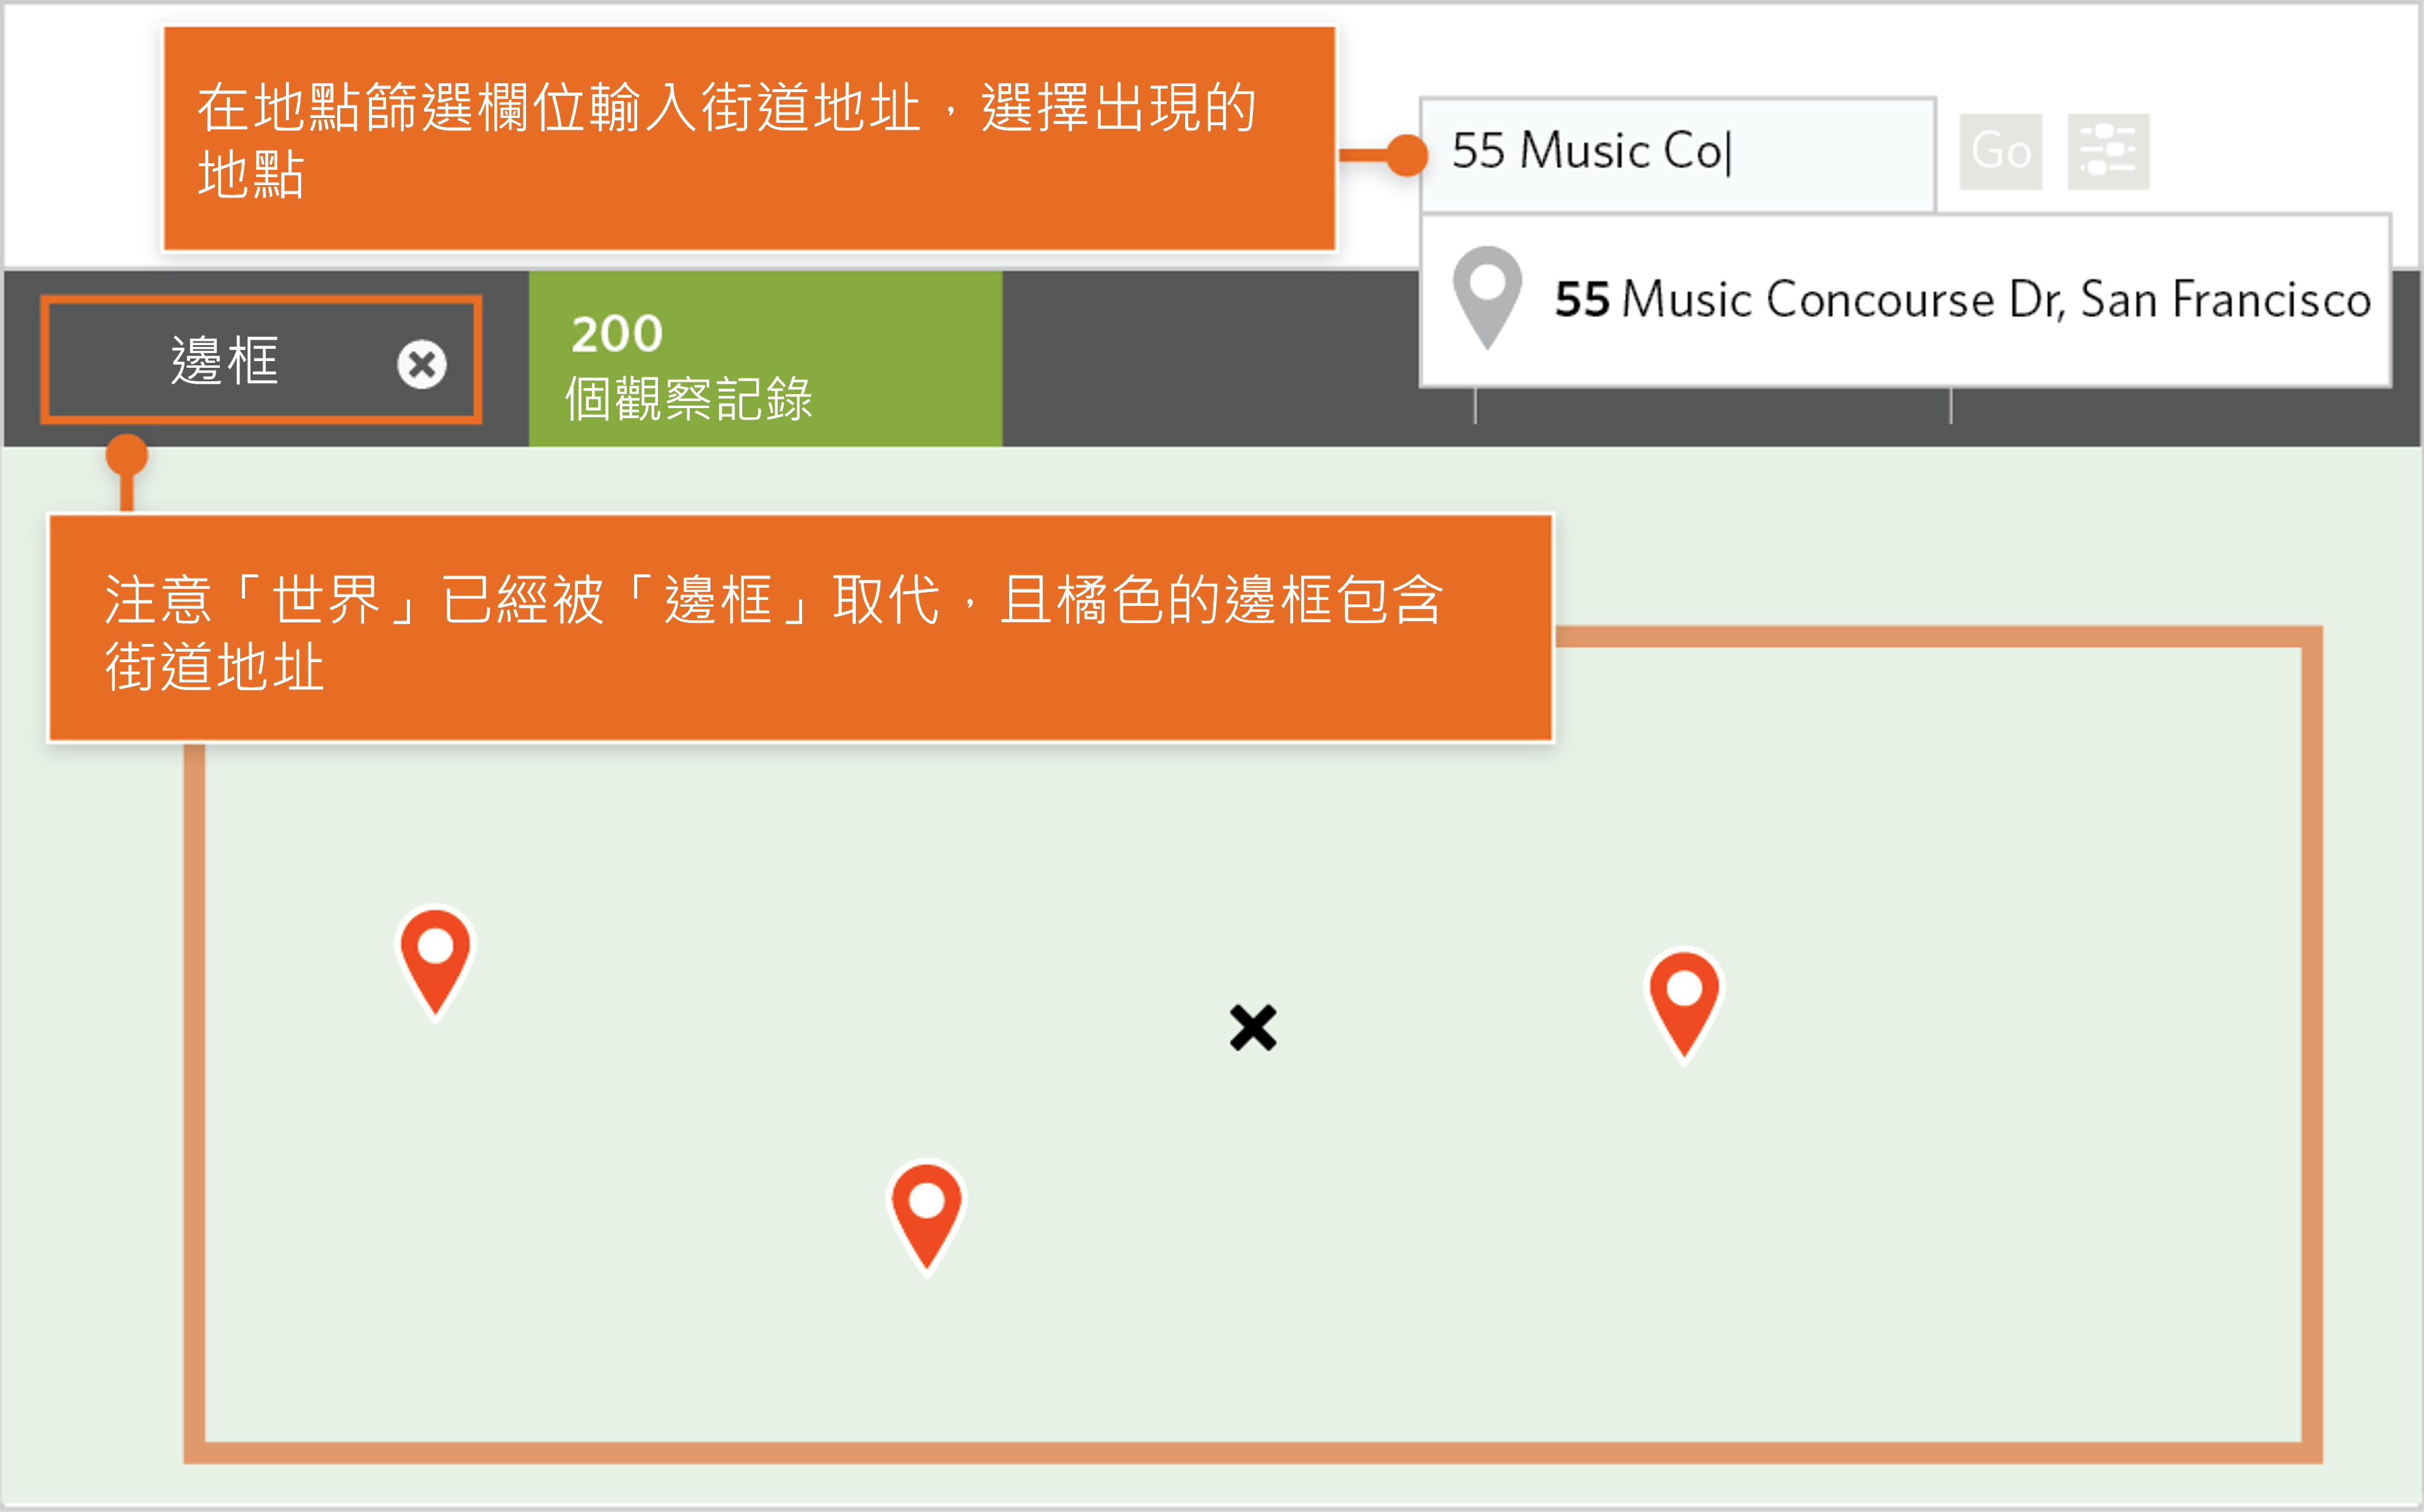 在地點篩選欄位輸入街道地址，選擇出現的
地點
55 Music Co
Go
55 Music Concourse Dr, San Francisco
邊框
200
個觀察記錄
注意「世界」已經被「邊框」取代，且橘色的邊框包含
街道地址